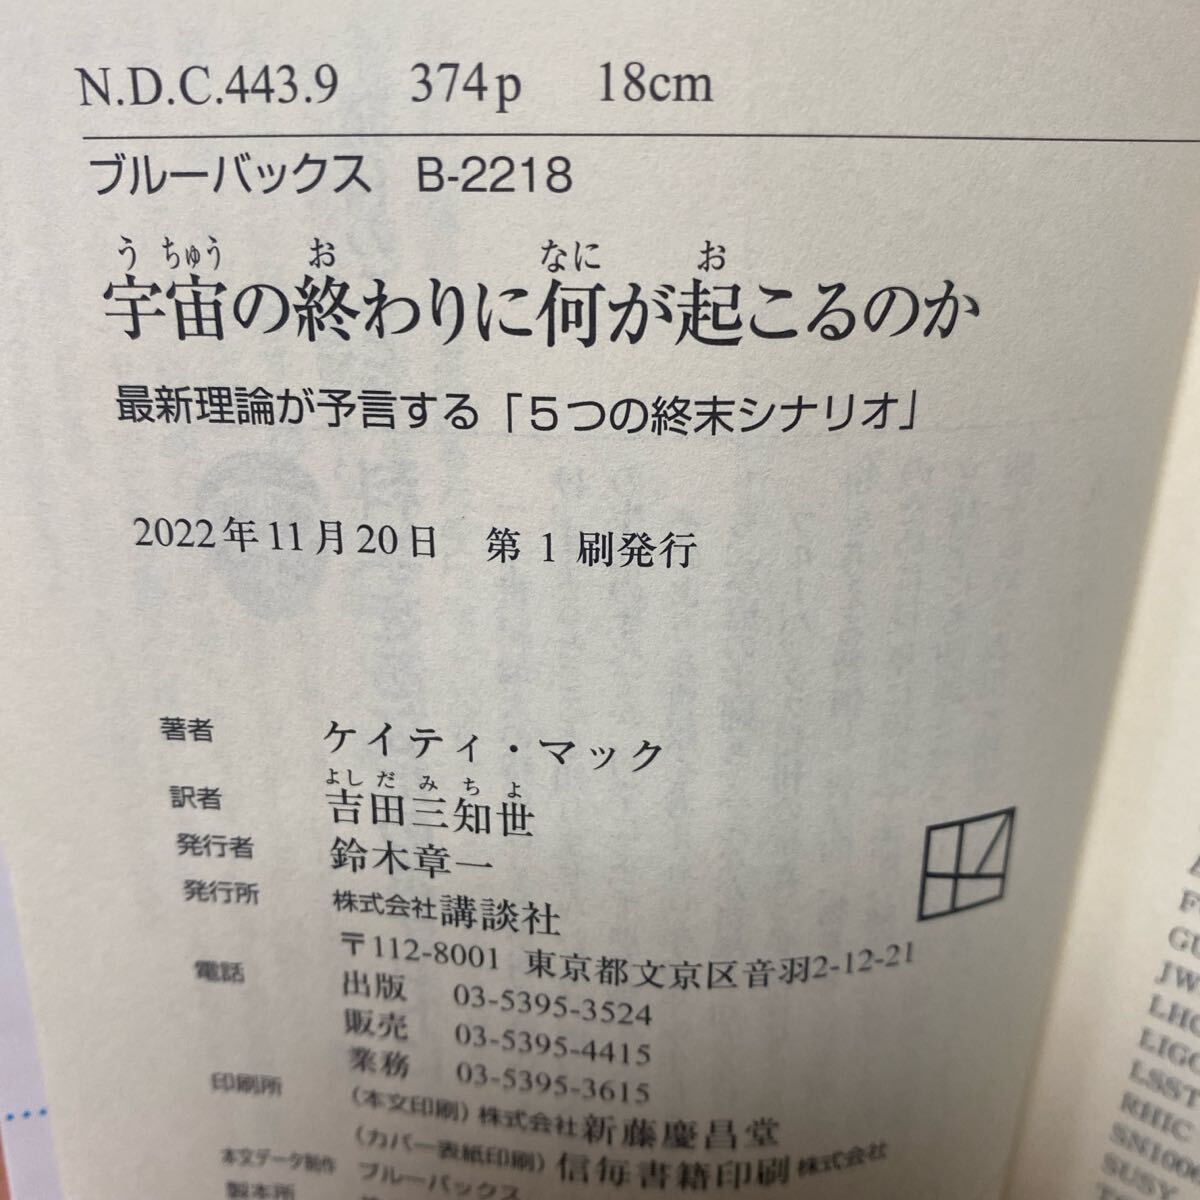 N.D.C.443.9 374p 18cm
ブルーバックス B-2218
う ちゅう お なに お
宇宙の終わりに何が起こるのか
最新理論が予言する「5つの終末シナリオ」
2022年11月20日 第1刷発行
著者 ケイティ・マック
よしだみちよ
訳者 吉田三知世
発行者 鈴木章一
発行所 株式会社講談社
〒112-8001 東京都文京区音羽2-12-21
電話 出版 03-5395-3524
販売 03-5395-4415
業務 03-5395-3615
印刷所 (本文印刷) 株式会社新藤慶昌堂
(カバー表紙印刷) 信毎書籍印刷株式会社
本文データ制作 ブルーバックス
製本所
GU
JW
LHC
LIGO
LSST
RHIC
SUSY